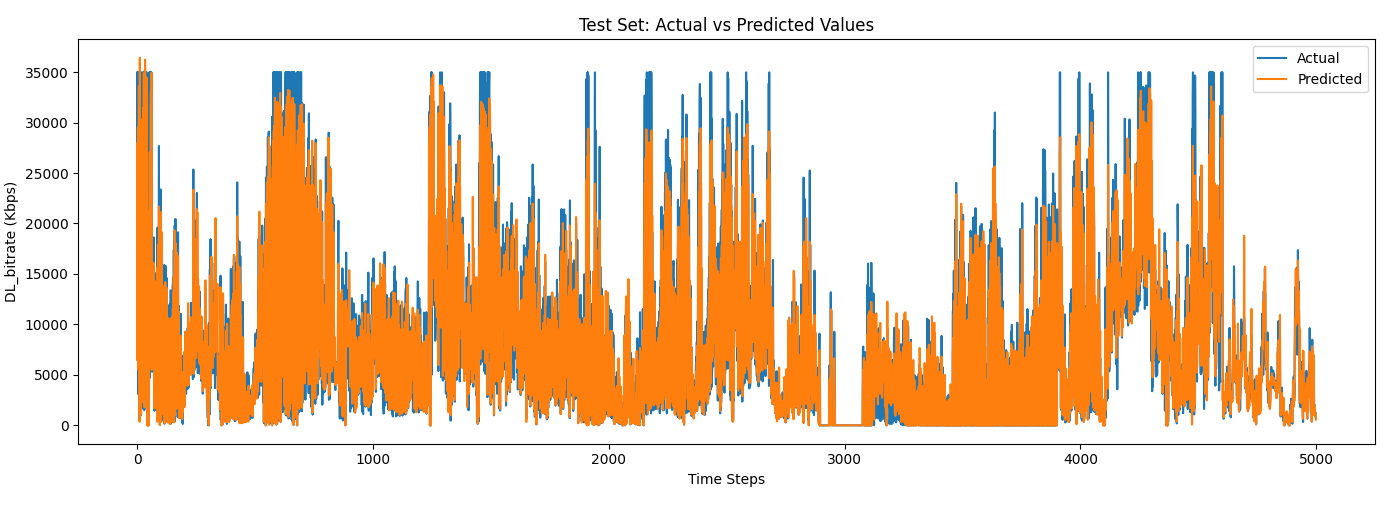 Test Set: Actual vs Predicted Values
Actual
Predicted
DL_bitrate (Kbps)
35000
30000
25000
20000
15000
10000
5000
0
0 1000 2000 3000 4000 5000
Time Steps